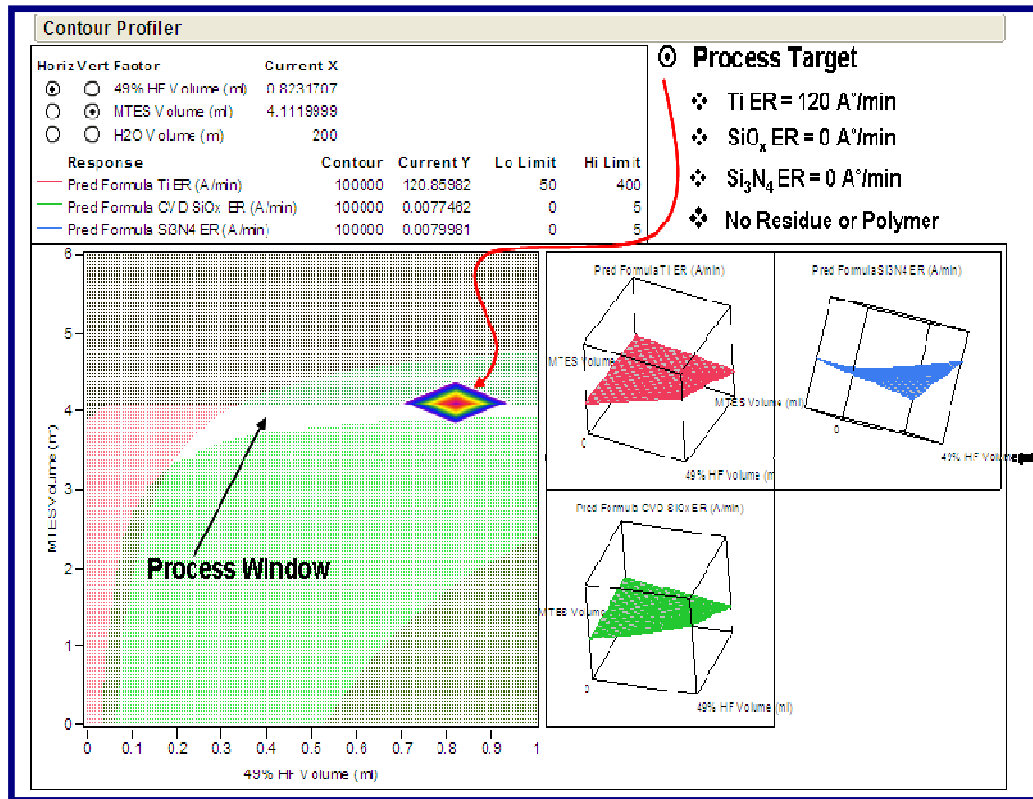 Contour Profiler
Horiz Vert Factor Current X
49% HF Volume (ml) 0.8231707
MTES Volume (ml) 4.1119999
H2O Volume (ml) 200
Response Contour Current Y Lo Limit Hi Limit
Pred Formula Ti ER (A/min) 100000 120.85982 50 400
Pred Formula CVD SiOx ER (A/min) 100000 0.0077462 0 5
Pred Formula Si3N4 ER (A/min) 100000 0.0079981 0 5
Process Target
Ti ER = 120 A°/min
SiOₓ ER = 0 A°/min
Si₃N₄ ER = 0 A°/min
No Residue or Polymer
6
5
4
3
2
1
0
MTES Volume (ml)
Process Window
0 0.1 0.2 0.3 0.4 0.5 0.6 0.7 0.8 0.9 1
49% HF Volume (ml)
Pred Formula Ti ER (A/min)
MTES Volume
MTES Volume (ml)
0
49% HF Volume (ml
Pred Formula Si3N4 ER (A/min)
0
49% HF Volume
Pred Formula CVD SiOx ER (A/min)
MTES Volume
0
49% HF Volume (ml)